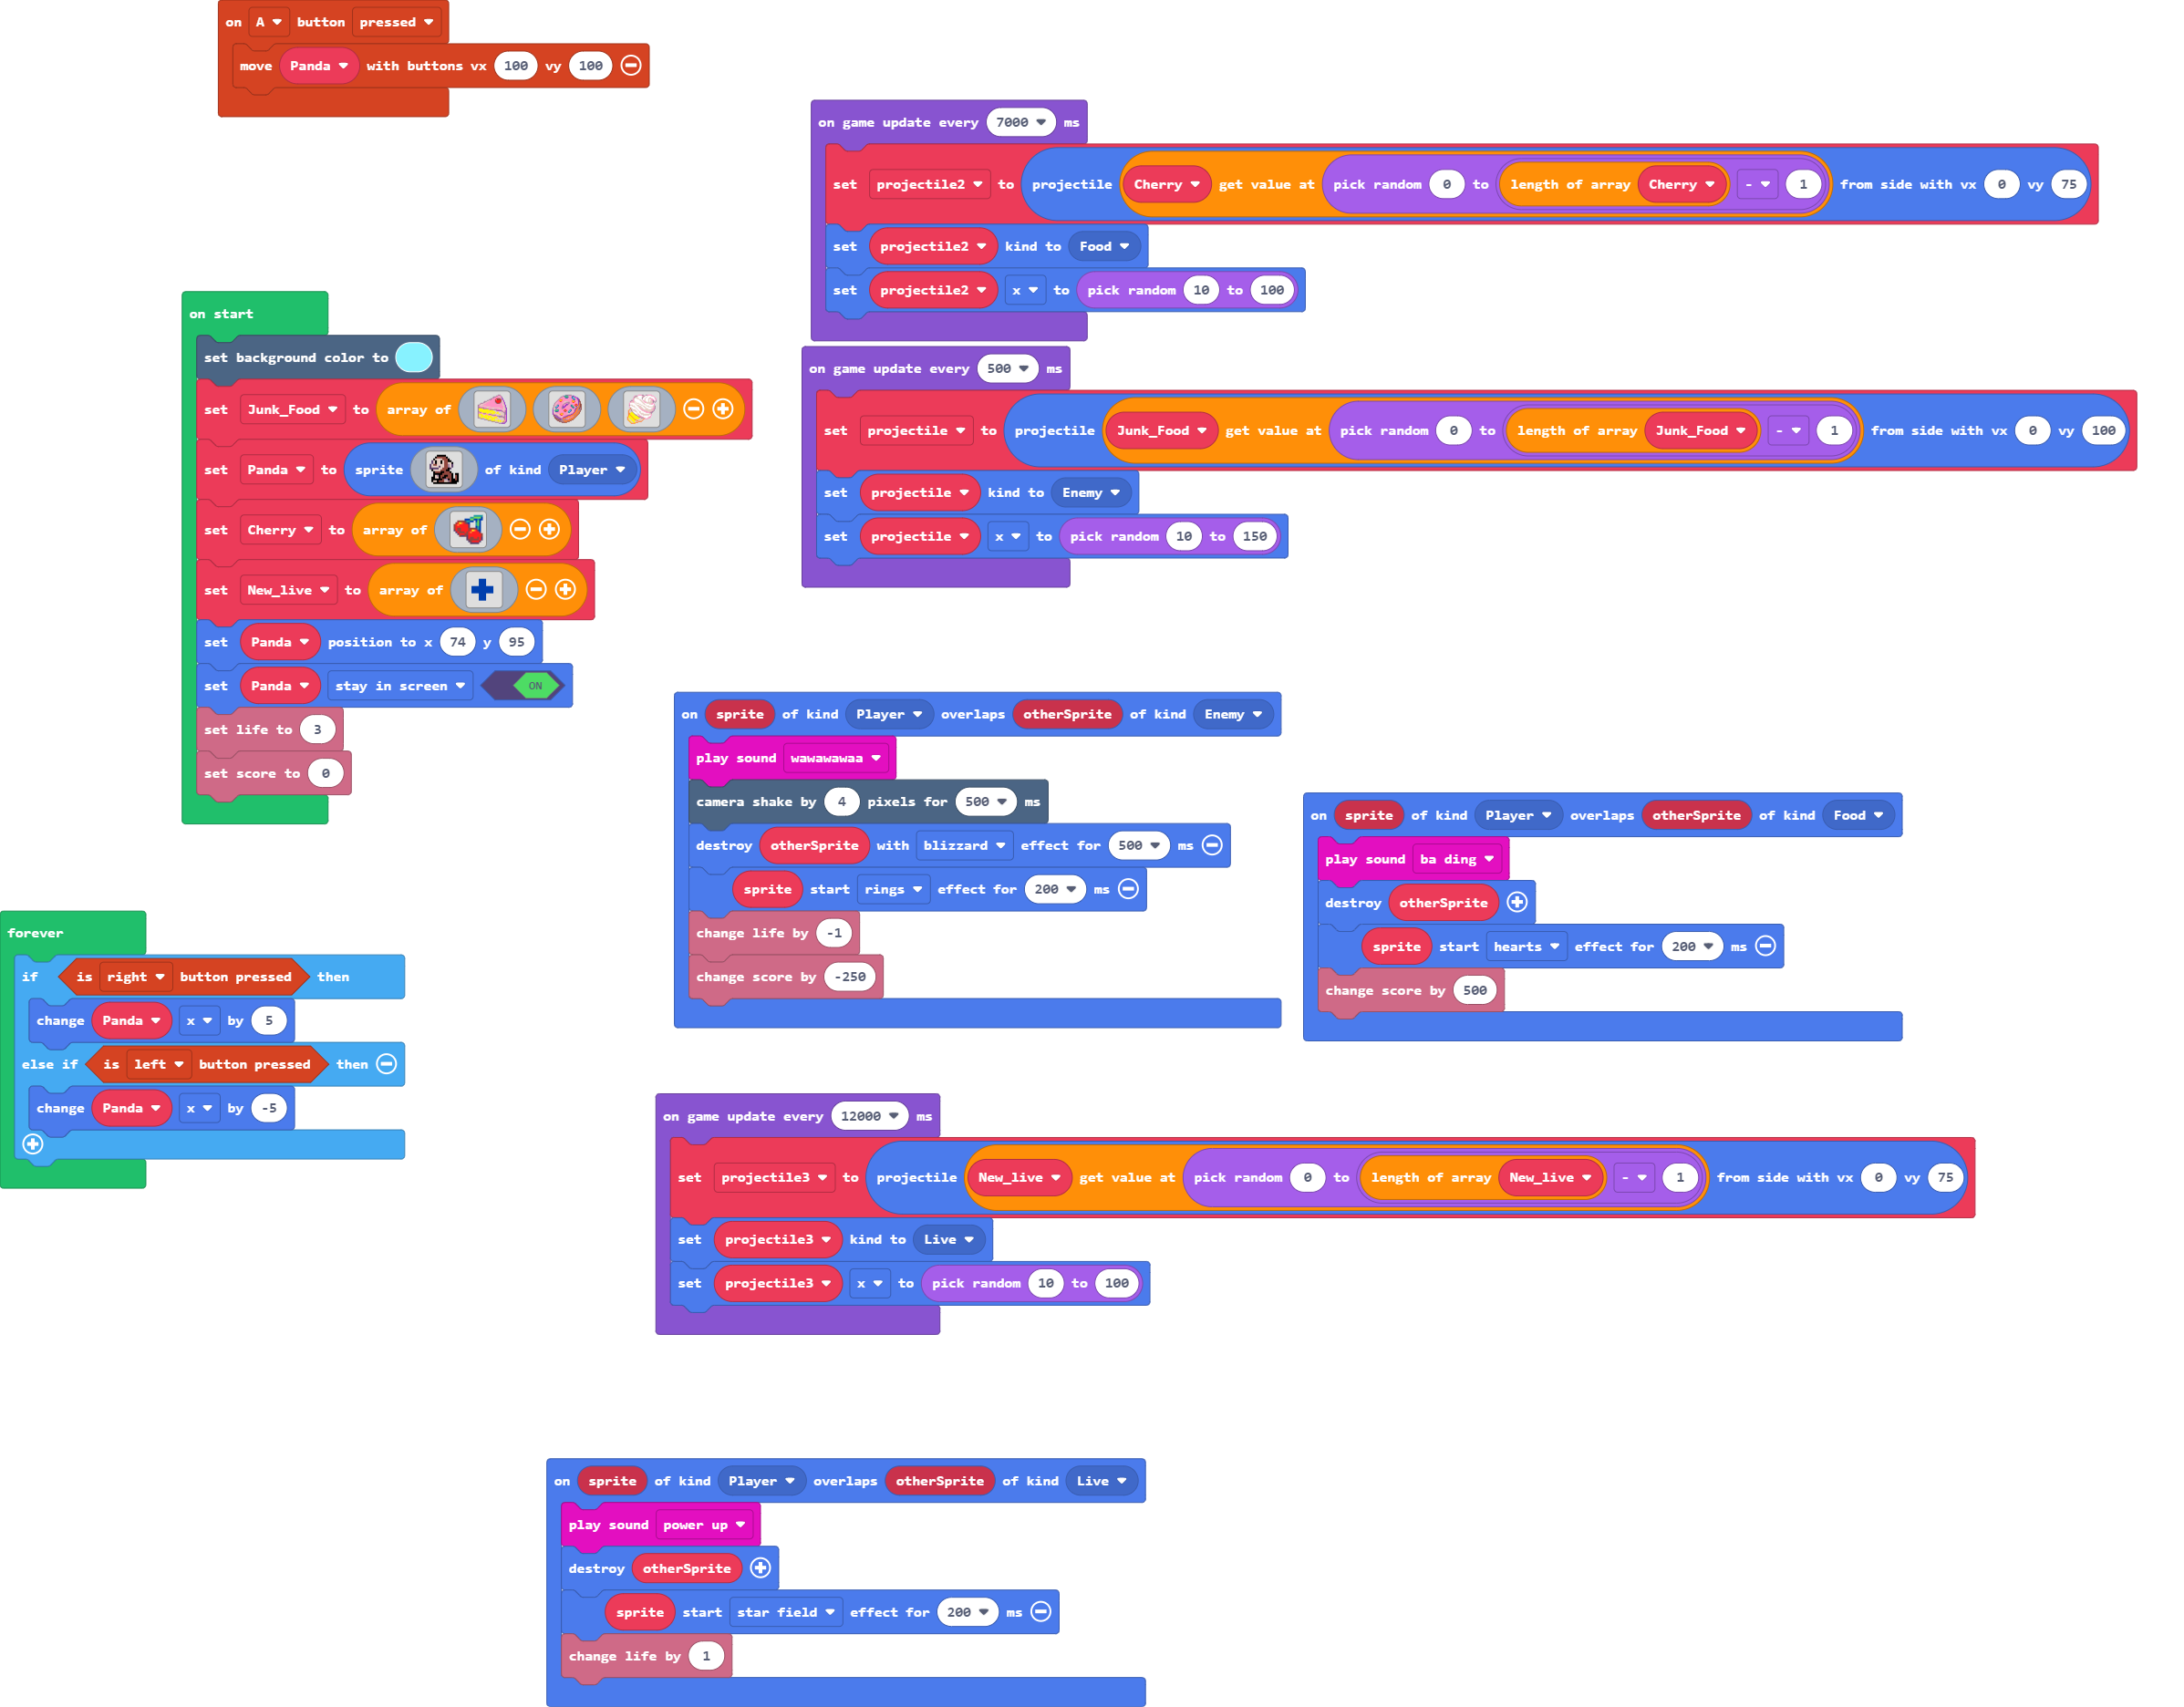 on A button pressed
move Panda with buttons vx 100 vy 100
on game update every 7000 ms
set projectile2 to projectile Cherry get value at pick random 0 to length of array Cherry - 1 from side with vx 0 vy 75
set projectile2 kind to Food
set projectile2 x to pick random 10 to 100
on start
set background color to
set Junk_Food to array of
set Panda to sprite of kind Player
set Cherry to array of
set New_live to array of
set Panda position to x 74 y 95
set Panda stay in screen ON
set life to 3
set score to 0
on game update every 500 ms
set projectile to projectile Junk_Food get value at pick random 0 to length of array Junk_Food - 1 from side with vx 0 vy 100
set projectile kind to Enemy
set projectile x to pick random 10 to 150
on sprite of kind Player overlaps otherSprite of kind Enemy
play sound wawawawaa
camera shake by 4 pixels for 500 ms
destroy otherSprite with blizzard effect for 500 ms
sprite start rings effect for 200 ms
change life by -1
change score by -250
on sprite of kind Player overlaps otherSprite of kind Food
play sound ba ding
destroy otherSprite
sprite start hearts effect for 200 ms
change score by 500
forever
if is right button pressed then
change Panda x by 5
else if is left button pressed then
change Panda x by -5
on game update every 12000 ms
set projectile3 to projectile New_live get value at pick random 0 to length of array New_live - 1 from side with vx 0 vy 75
set projectile3 kind to Live
set projectile3 x to pick random 10 to 100
on sprite of kind Player overlaps otherSprite of kind Live
play sound power up
destroy otherSprite
sprite start star field effect for 200 ms
change life by 1